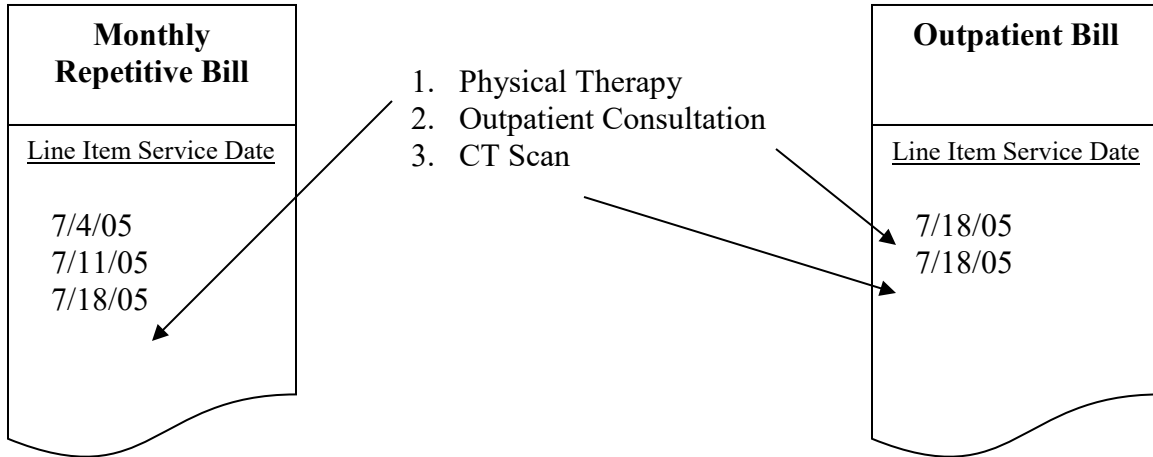 Monthly
Repetitive Bill
Line Item Service Date
7/4/05
7/11/05
7/18/05
1. Physical Therapy
2. Outpatient Consultation
3. CT Scan
Outpatient Bill
Line Item Service Date
7/18/05
7/18/05